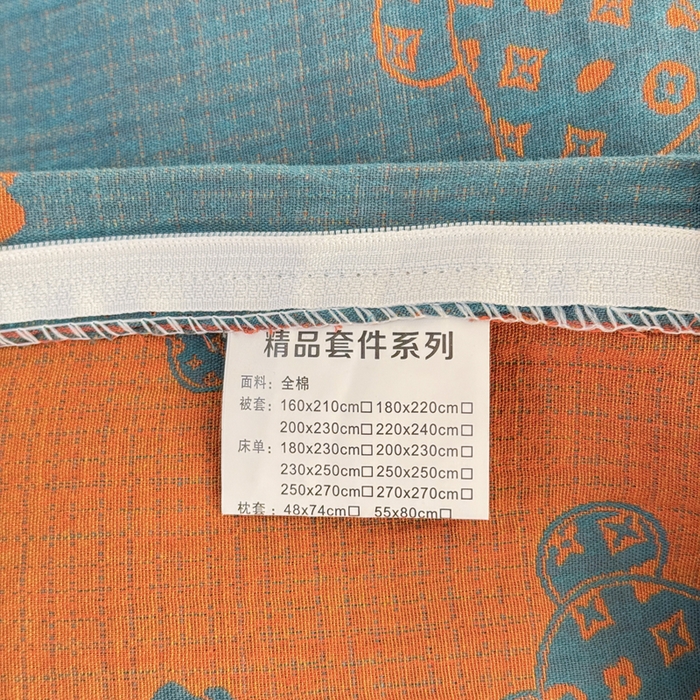 精品套件系列
面料：全棉
被套：160x210cm□ 180x220cm□
200x230cm□ 220x240cm□
床单：180x230cm□ 200x230cm□
230x250cm□ 250x250cm□
250x270cm□ 270x270cm□
枕套：48x74cm□ 55x80cm□